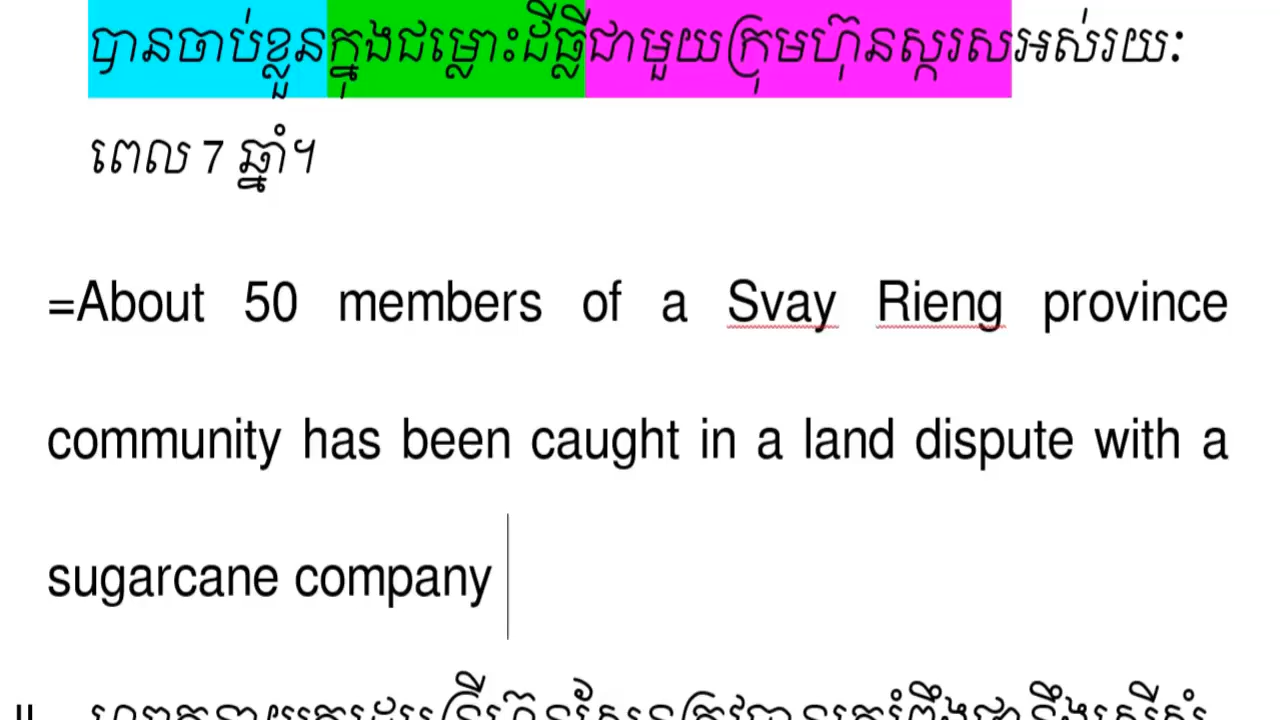 បានចាប់ខ្លួនក្នុងជម្លោះដីធ្លីជាមួយក្រុមហ៊ុនស្ករសអស់រយៈ
ពេល 7 ឆ្នាំ។
=About 50 members of a Svay Rieng province
community has been caught in a land dispute with a
sugarcane company